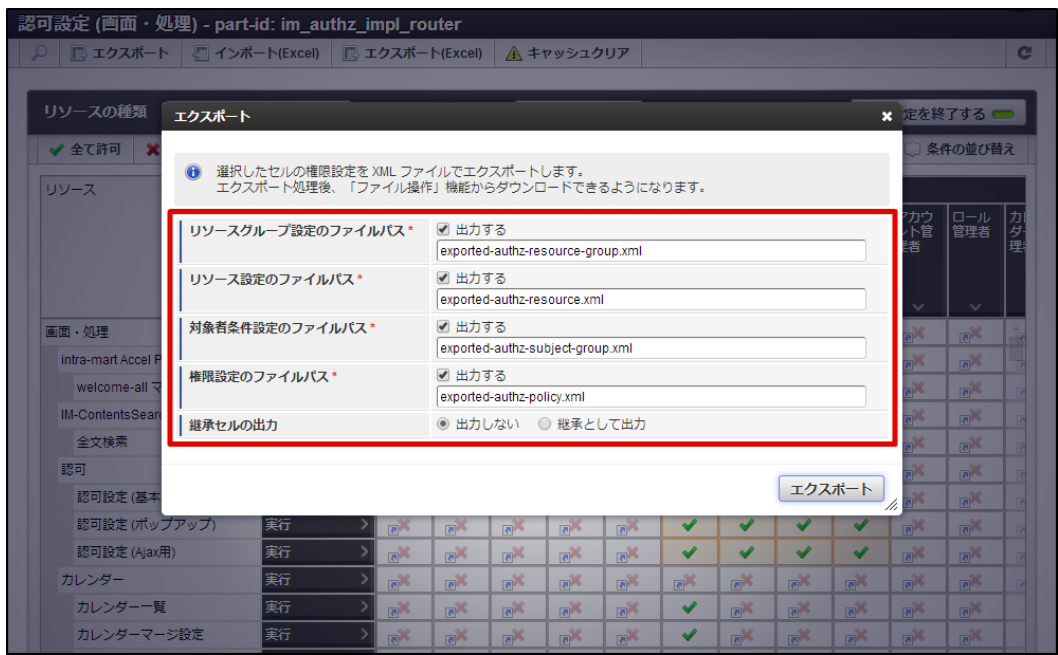 認可設定 (画面・処理) - part-id: im_authz_impl_router
エクスポート インポート(Excel) エクスポート(Excel) キャッシュクリア
リソースの種類 定を終了する
全て許可 条件の並び替え
エクスポート
選択したセルの権限設定を XML ファイルでエクスポートします。
エクスポート処理後、「ファイル操作」機能からダウンロードできるようになります。
リソースグループ設定のファイルパス * 出力する
exported-authz-resource-group.xml
リソース設定のファイルパス * 出力する
exported-authz-resource.xml
対象者条件設定のファイルパス * 出力する
exported-authz-subject-group.xml
権限設定のファイルパス * 出力する
exported-authz-policy.xml
継承セルの出力 出力しない 継承として出力
エクスポート
リソース
ロール
管理者
画面・処理
intra-mart Accel P
welcome-all マ
IM-ContentsSear
全文検索
認可
認可設定 (基本
認可設定 (ポップアップ) 実行
認可設定 (Ajax用) 実行
カレンダー 実行
カレンダー一覧 実行
カレンダーマージ設定 実行